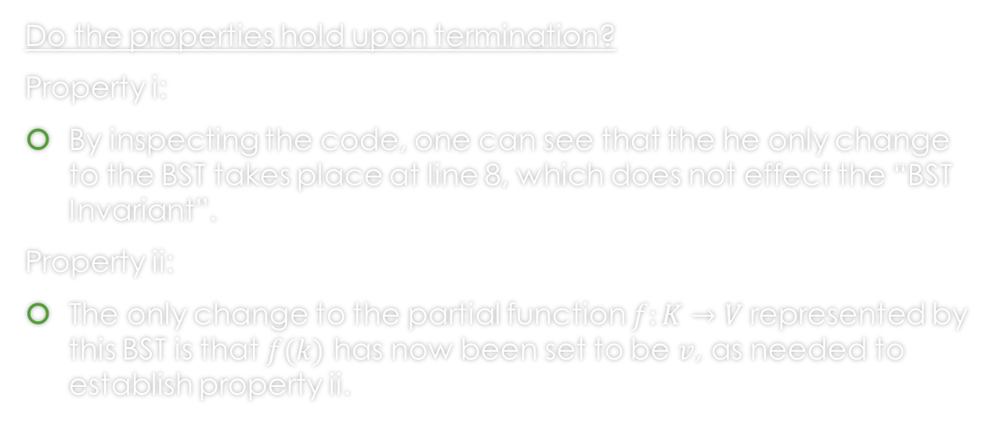 Do the properties hold upon termination?
Property i:
By inspecting the code, one can see that the he only change
to the BST takes place at line 8, which does not effect the "BST
Invariant".
Property ii:
The only change to the partial function f : K → V represented by
this BST is that f(k) has now been set to be v, as needed to
establish property ii.